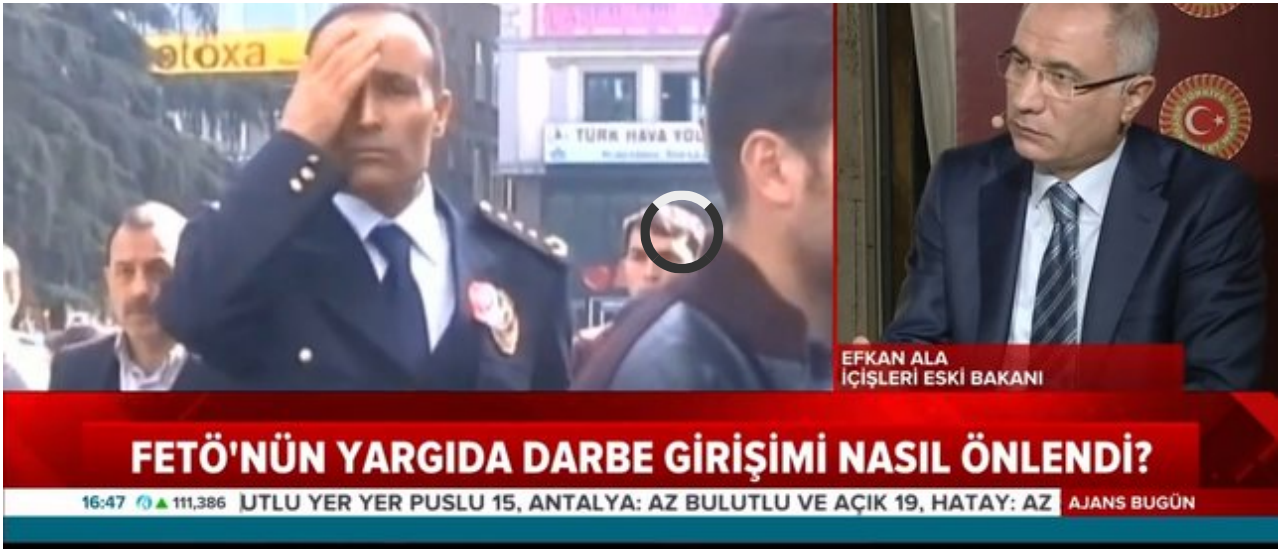 otoxa
TÜRK HAVA YOL
EFKAN ALA
İÇİŞLERİ ESKİ BAKANI
FETÖ'NÜN YARGIDA DARBE GİRİŞİMİ NASIL ÖNLENDİ?
16:47 111,386 UTLU YER YER PUSLU 15, ANTALYA: AZ BULUTLU VE AÇIK 19, HATAY: AZ AJANS BUGÜN